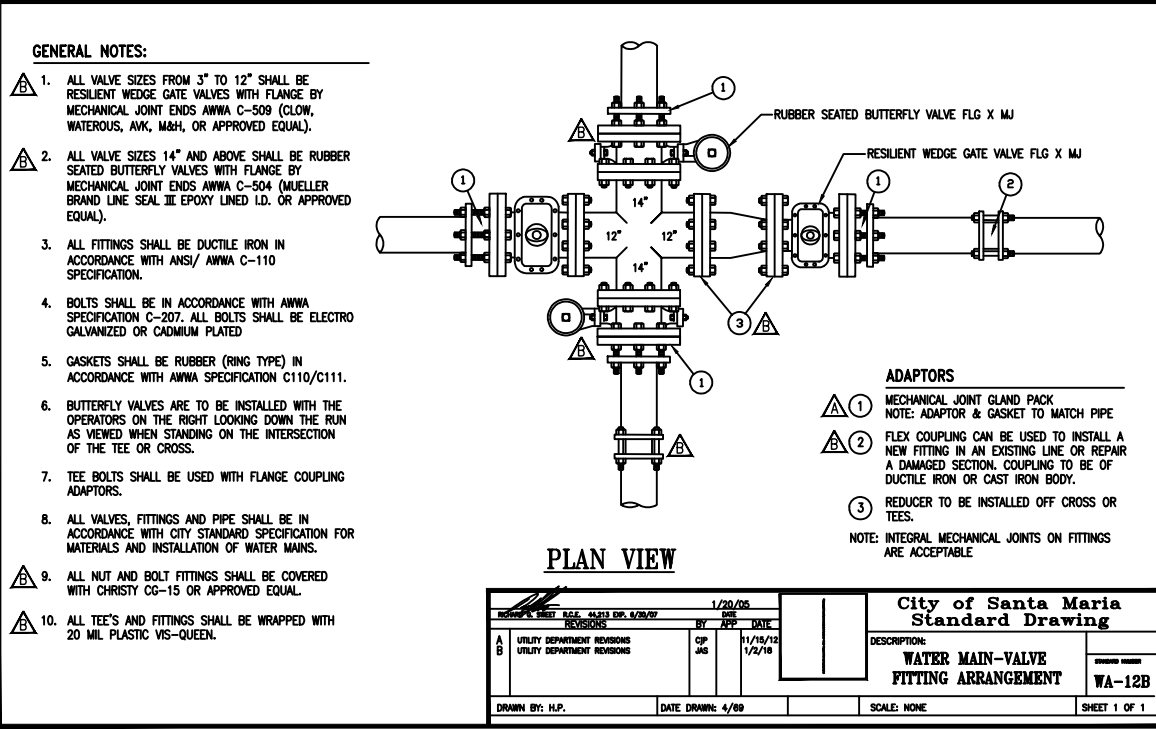 GENERAL NOTES:
B 1. ALL VALVE SIZES FROM 3" TO 12" SHALL BE
RESILIENT WEDGE GATE VALVES WITH FLANGE BY
MECHANICAL JOINT ENDS AWWA C-509 (CLOW,
WATEROUS, AVK, M&H, OR APPROVED EQUAL).
B 2. ALL VALVE SIZES 14" AND ABOVE SHALL BE RUBBER
SEATED BUTTERFLY VALVES WITH FLANGE BY
MECHANICAL JOINT ENDS AWWA C-504 (MUELLER
BRAND LINE SEAL III EPOXY LINED I.D. OR APPROVED
EQUAL).
3. ALL FITTINGS SHALL BE DUCTILE IRON IN
ACCORDANCE WITH ANSI/ AWWA C-110
SPECIFICATION.
4. BOLTS SHALL BE IN ACCORDANCE WITH AWWA
SPECIFICATION C-207. ALL BOLTS SHALL BE ELECTRO
GALVANIZED OR CADMIUM PLATED
5. GASKETS SHALL BE RUBBER (RING TYPE) IN
ACCORDANCE WITH AWWA SPECIFICATION C110/C111.
6. BUTTERFLY VALVES ARE TO BE INSTALLED WITH THE
OPERATORS ON THE RIGHT LOOKING DOWN THE RUN
AS VIEWED WHEN STANDING ON THE INTERSECTION
OF THE TEE OR CROSS.
7. TEE BOLTS SHALL BE USED WITH FLANGE COUPLING
ADAPTORS.
8. ALL VALVES, FITTINGS AND PIPE SHALL BE IN
ACCORDANCE WITH CITY STANDARD SPECIFICATION FOR
MATERIALS AND INSTALLATION OF WATER MAINS.
B 9. ALL NUT AND BOLT FITTINGS SHALL BE COVERED
WITH CHRISTY CG-15 OR APPROVED EQUAL.
B 10. ALL TEE'S AND FITTINGS SHALL BE WRAPPED WITH
20 MIL PLASTIC VIS-QUEEN.
1
RUBBER SEATED BUTTERFLY VALVE FLG X MJ
B
RESILIENT WEDGE GATE VALVE FLG X MJ
1
1
2
14"
12"
12"
14"
3
B
B
1
B
PLAN VIEW
ADAPTORS
A 1 MECHANICAL JOINT GLAND PACK
NOTE: ADAPTOR & GASKET TO MATCH PIPE
B 2 FLEX COUPLING CAN BE USED TO INSTALL A
NEW FITTING IN AN EXISTING LINE OR REPAIR
A DAMAGED SECTION. COUPLING TO BE OF
DUCTILE IRON OR CAST IRON BODY.
3 REDUCER TO BE INSTALLED OFF CROSS OR
TEES.
NOTE: INTEGRAL MECHANICAL JOINTS ON FITTINGS
ARE ACCEPTABLE
1/20/05
RICHARD G. SWEET R.C.E. 44,213 EXP. 6/30/07 DATE
REVISIONS BY APP DATE
A UTILITY DEPARTMENT REVISIONS CJP 11/15/12
B UTILITY DEPARTMENT REVISIONS JAS 1/2/18
DRAWN BY: H.P. DATE DRAWN: 4/69
City of Santa Maria
Standard Drawing
DESCRIPTION:
WATER MAIN-VALVE
FITTING ARRANGEMENT
STANDARD NUMBER
WA-12B
SCALE: NONE
SHEET 1 OF 1